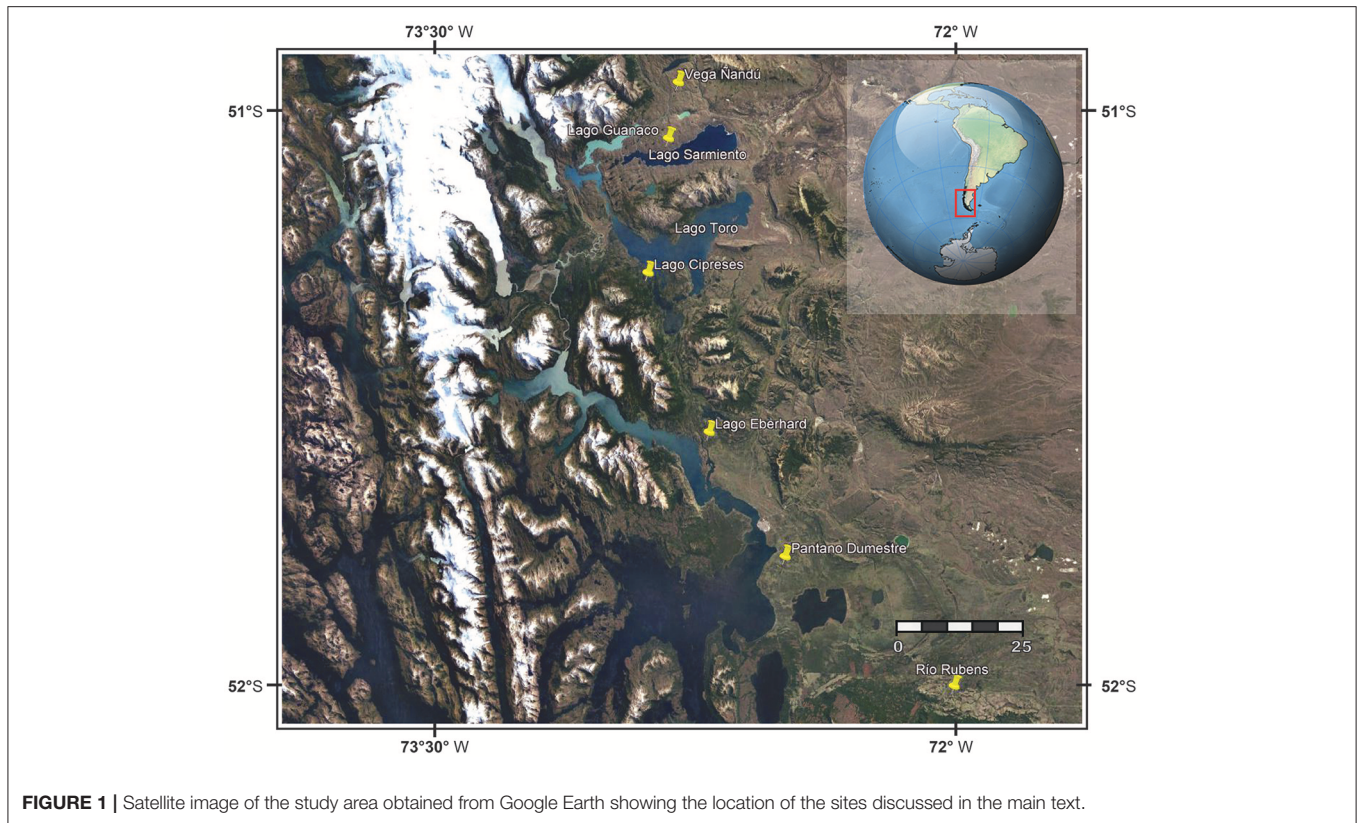 73°30° W
72° W
Vega Ñandú
51°S
51°S
Lago Guanaco
Lago Sarmiento
Lago Toro
Lago Cipreses
Lago Eberhard
Pantano Dumestre
0
25
Río Rubens
52°S
52°S
73°30° W
72° W
FIGURE 1 | Satellite image of the study area obtained from Google Earth showing the location of the sites discussed in the main text.